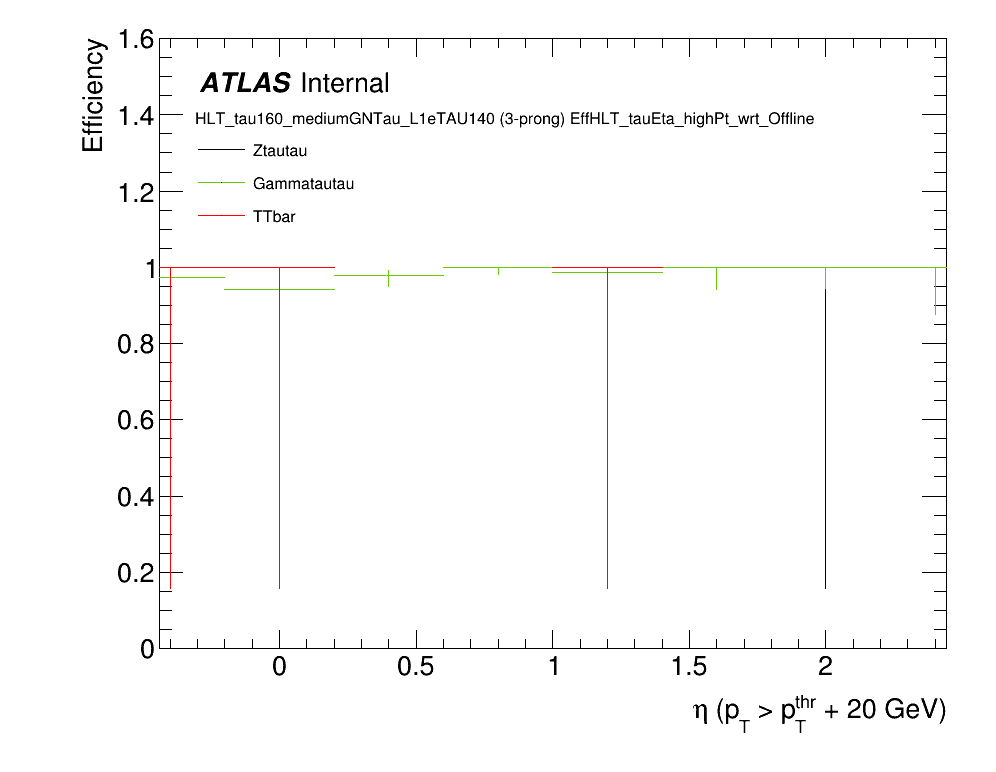 Efficiency
ATLAS Internal
HLT_tau160_mediumGNTau_L1eTAU140 (3-prong) EffHLT_tauEta_highPt_wrt_Offline
Ztautau
Gammatautau
TTbar
1.6
1.4
1.2
1
0.8
0.6
0.4
0.2
0
0 0.5 1 1.5 2
η (p_T > p_T^thr + 20 GeV)